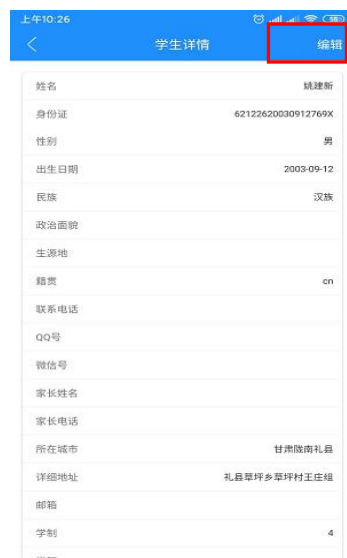 上午10:26
学生详情 编辑
姓名 姚建新
身份证 62122620030912769X
性别 男
出生日期 2003-09-12
民族 汉族
政治面貌
生源地
籍贯 cn
联系电话
QQ号
微信号
家长姓名
家长电话
所在城市 甘肃陇南礼县
详细地址 礼县草坪乡草坪村王庄组
邮箱
学制 4